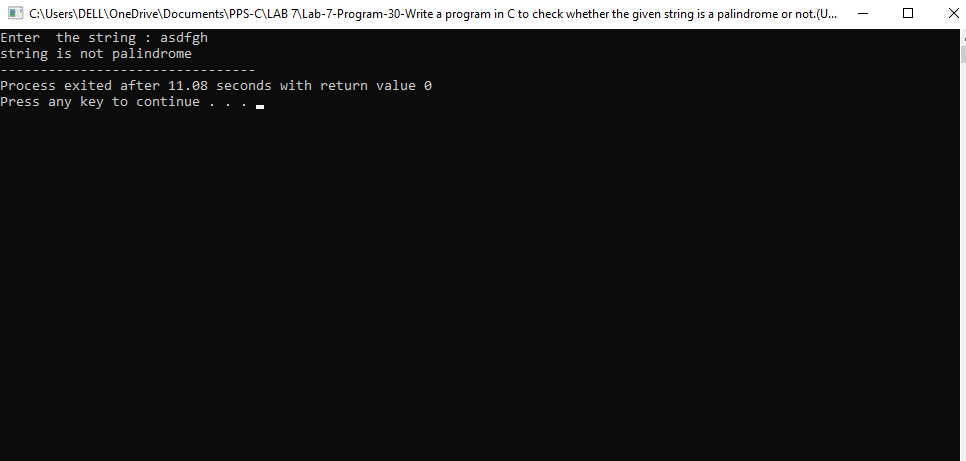 C:\Users\DELL\OneDrive\Documents\PPS-C\LAB 7\Lab-7-Program-30-Write a program in C to check whether the given string is a palindrome or not.(U...
Enter  the string : asdfgh
string is not palindrome
--------------------------------
Process exited after 11.08 seconds with return value 0
Press any key to continue . . .